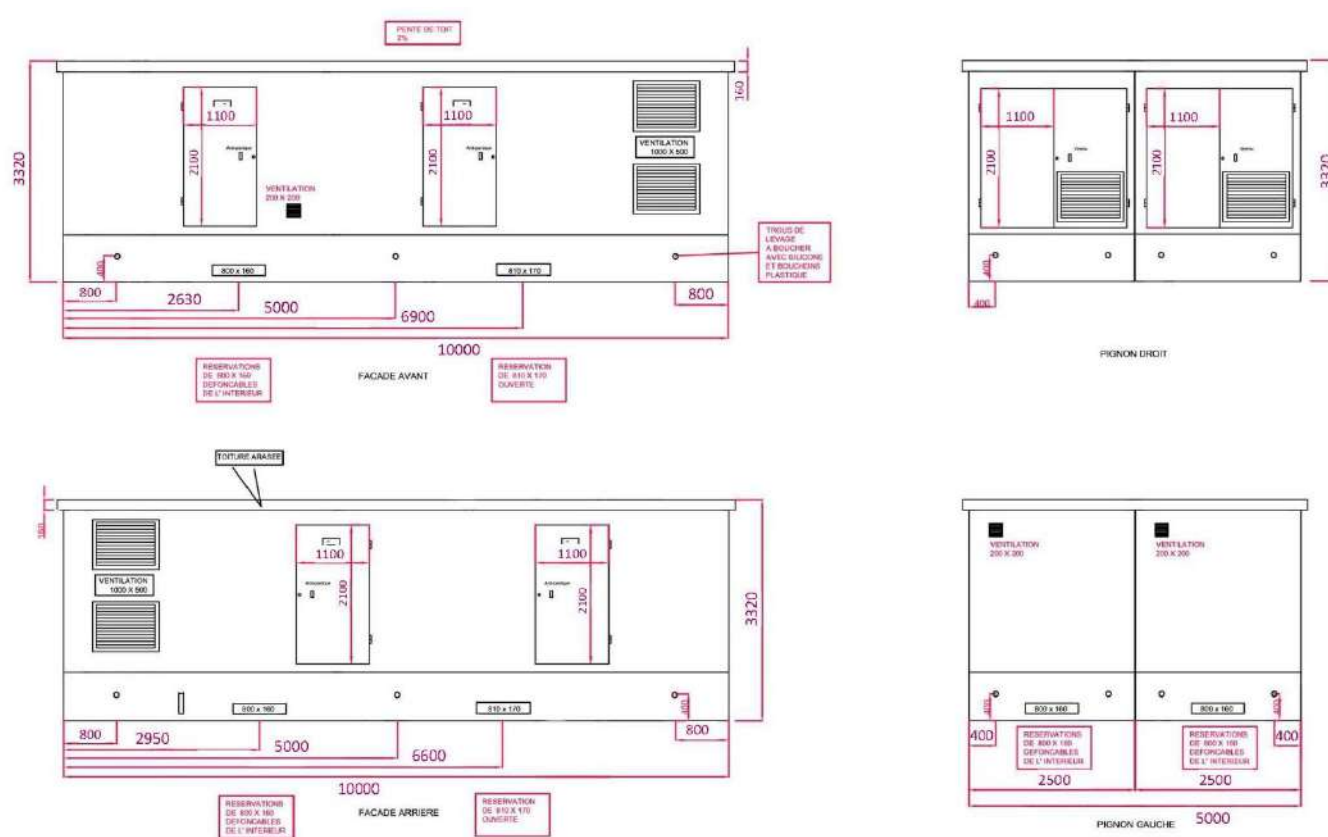 PENTE DE TOIT
2%
160
3320
1100
2100
VENTILATION
200 X 200
1100
2100
VENTILATION
1000 X 500
TROUS DE
LEVAGE
A BOUCHER
AVEC SILICONE
ET BOUCHONS
PLASTIQUE
400
800 x 160
810 x 170
800
2630
5000
6900
800
10000
RESERVATIONS
DE 800 X 160
DEFONCABLES
DE L' INTERIEUR
FACADE AVANT
RESERVATION
DE 810 X 170
OUVERTE
1100
2100
1100
2100
3320
400
400
PIGNON DROIT
TOITURE ARASEE
160
VENTILATION
1000 X 500
1100
2100
1100
2100
3320
800 x 160
810 x 170
400
800
2950
5000
6600
800
10000
RESERVATIONS
DE 800 X 160
DEFONCABLES
DE L' INTERIEUR
FACADE ARRIERE
RESERVATION
DE 810 X 170
OUVERTE
VENTILATION
200 X 200
VENTILATION
200 X 200
400
800 x 160
800 x 160
400
400
RESERVATIONS
DE 800 X 160
DEFONCABLES
DE L' INTERIEUR
RESERVATIONS
DE 800 X 160
DEFONCABLES
DE L' INTERIEUR
400
2500
2500
5000
PIGNON GAUCHE